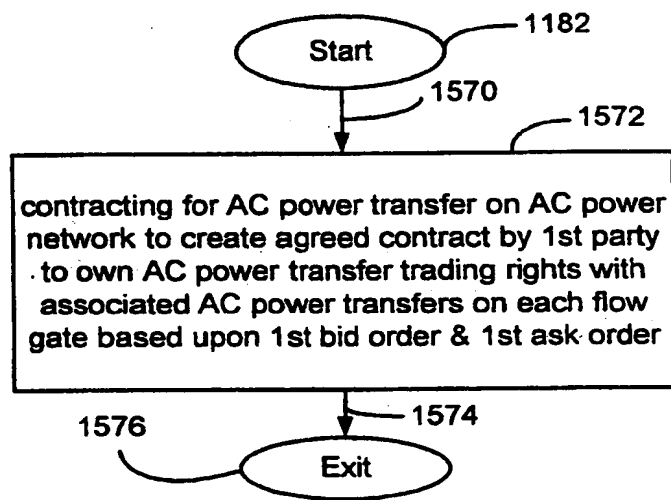 Start
1182
1570
1572
contracting for AC power transfer on AC power
network to create agreed contract by 1st party
to own AC power transfer trading rights with
associated AC power transfers on each flow
gate based upon 1st bid order & 1st ask order
1574
1576
Exit